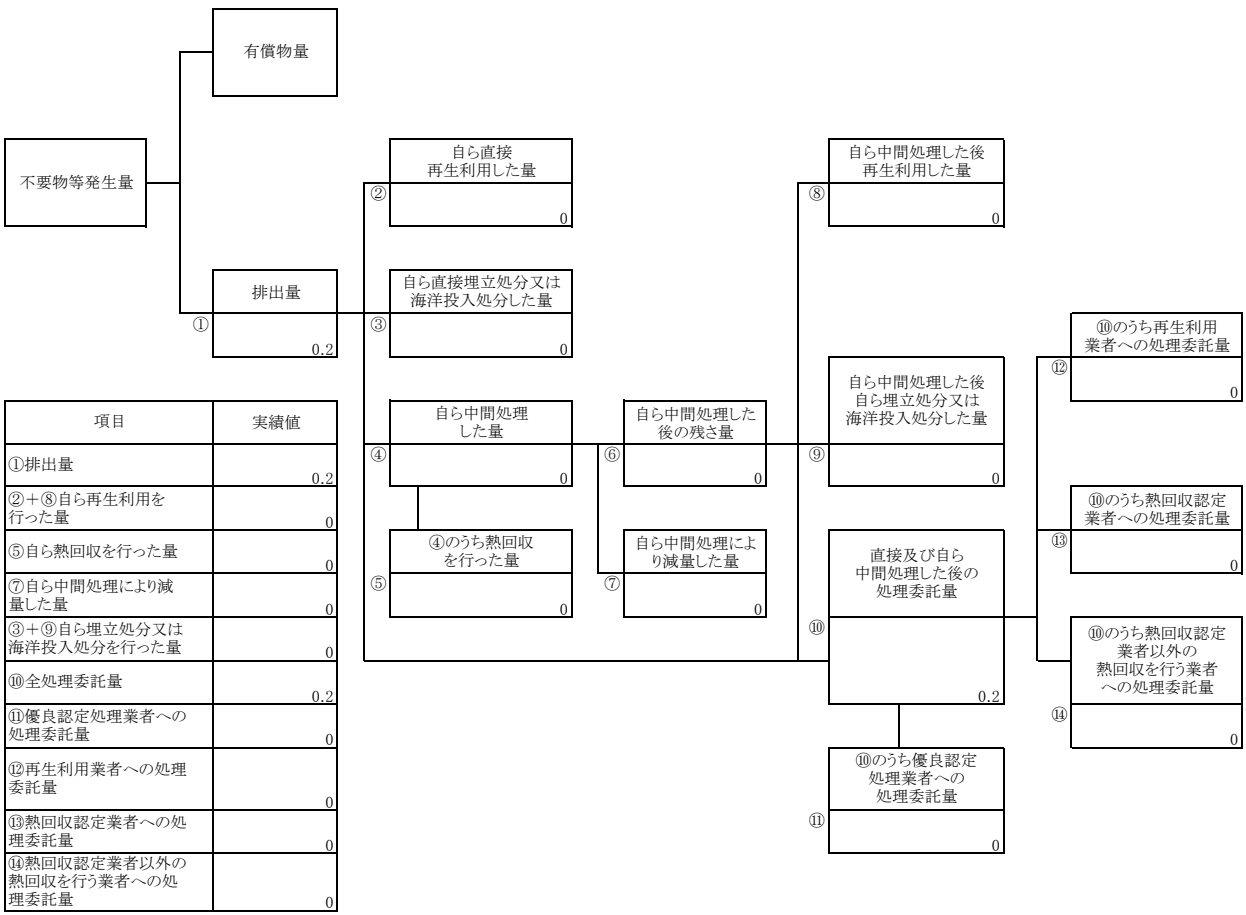 有償物量
不要物等発生量
自ら直接
再生利用した量
②
0
自ら中間処理した後
再生利用した量
⑧
0
排出量
①
0.2
自ら直接埋立処分又は
海洋投入処分した量
③
0
⑩のうち再生利用
業者への処理委託量
⑫
0
自ら中間処理
した量
④
0
自ら中間処理した
後の残さ量
⑥
0
自ら中間処理した後
自ら埋立処分又は
海洋投入処分した量
⑨
0
⑩のうち熱回収認定
業者への処理委託量
⑬
0
④のうち熱回収
を行った量
⑤
0
自ら中間処理によ
り減量した量
⑦
0
直接及び自ら
中間処理した後の
処理委託量
⑩
0.2
⑩のうち熱回収認定
業者以外の
熱回収を行う業者
への処理委託量
⑭
0
⑩のうち優良認定
処理業者への
処理委託量
⑪
0
項目 実績値
①排出量
0.2
②+⑧自ら再生利用を
行った量
0
⑤自ら熱回収を行った量
0
⑦自ら中間処理により減
量した量
0
③+⑨自ら埋立処分又は
海洋投入処分を行った量
0
⑩全処理委託量
0.2
⑪優良認定処理業者への
処理委託量
0
⑫再生利用業者への処理
委託量
0
⑬熱回収認定業者への処
理委託量
0
⑭熱回収認定業者以外の
熱回収を行う業者への処
理委託量
0